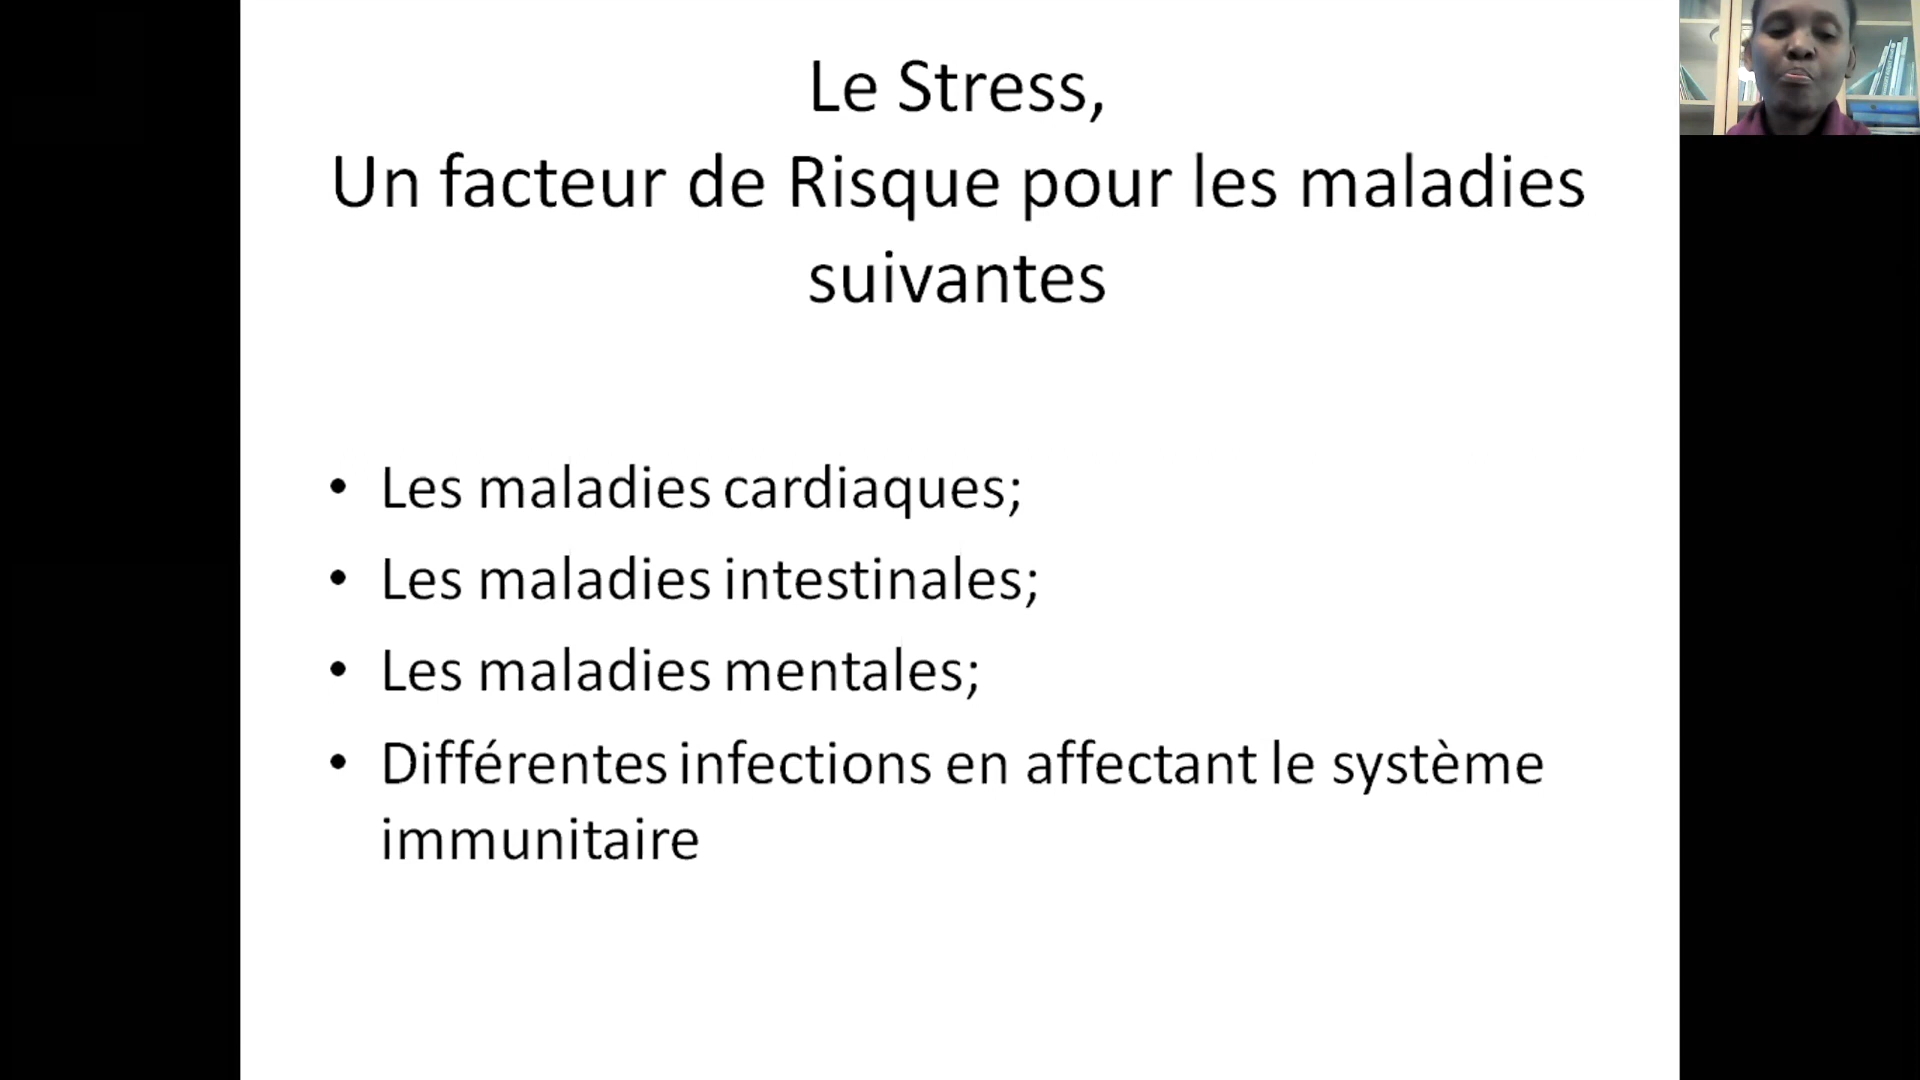 Le Stress,
Un facteur de Risque pour les maladies
suivantes
• Les maladies cardiaques;
• Les maladies intestinales;
• Les maladies mentales;
• Différentes infections en affectant le système
immunitaire